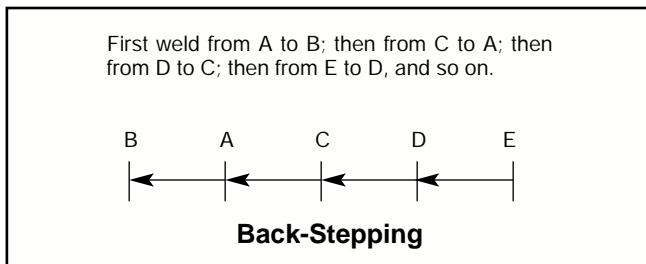 First weld from A to B; then from C to A; then
from D to C; then from E to D, and so on.
B A C D E
Back-Stepping